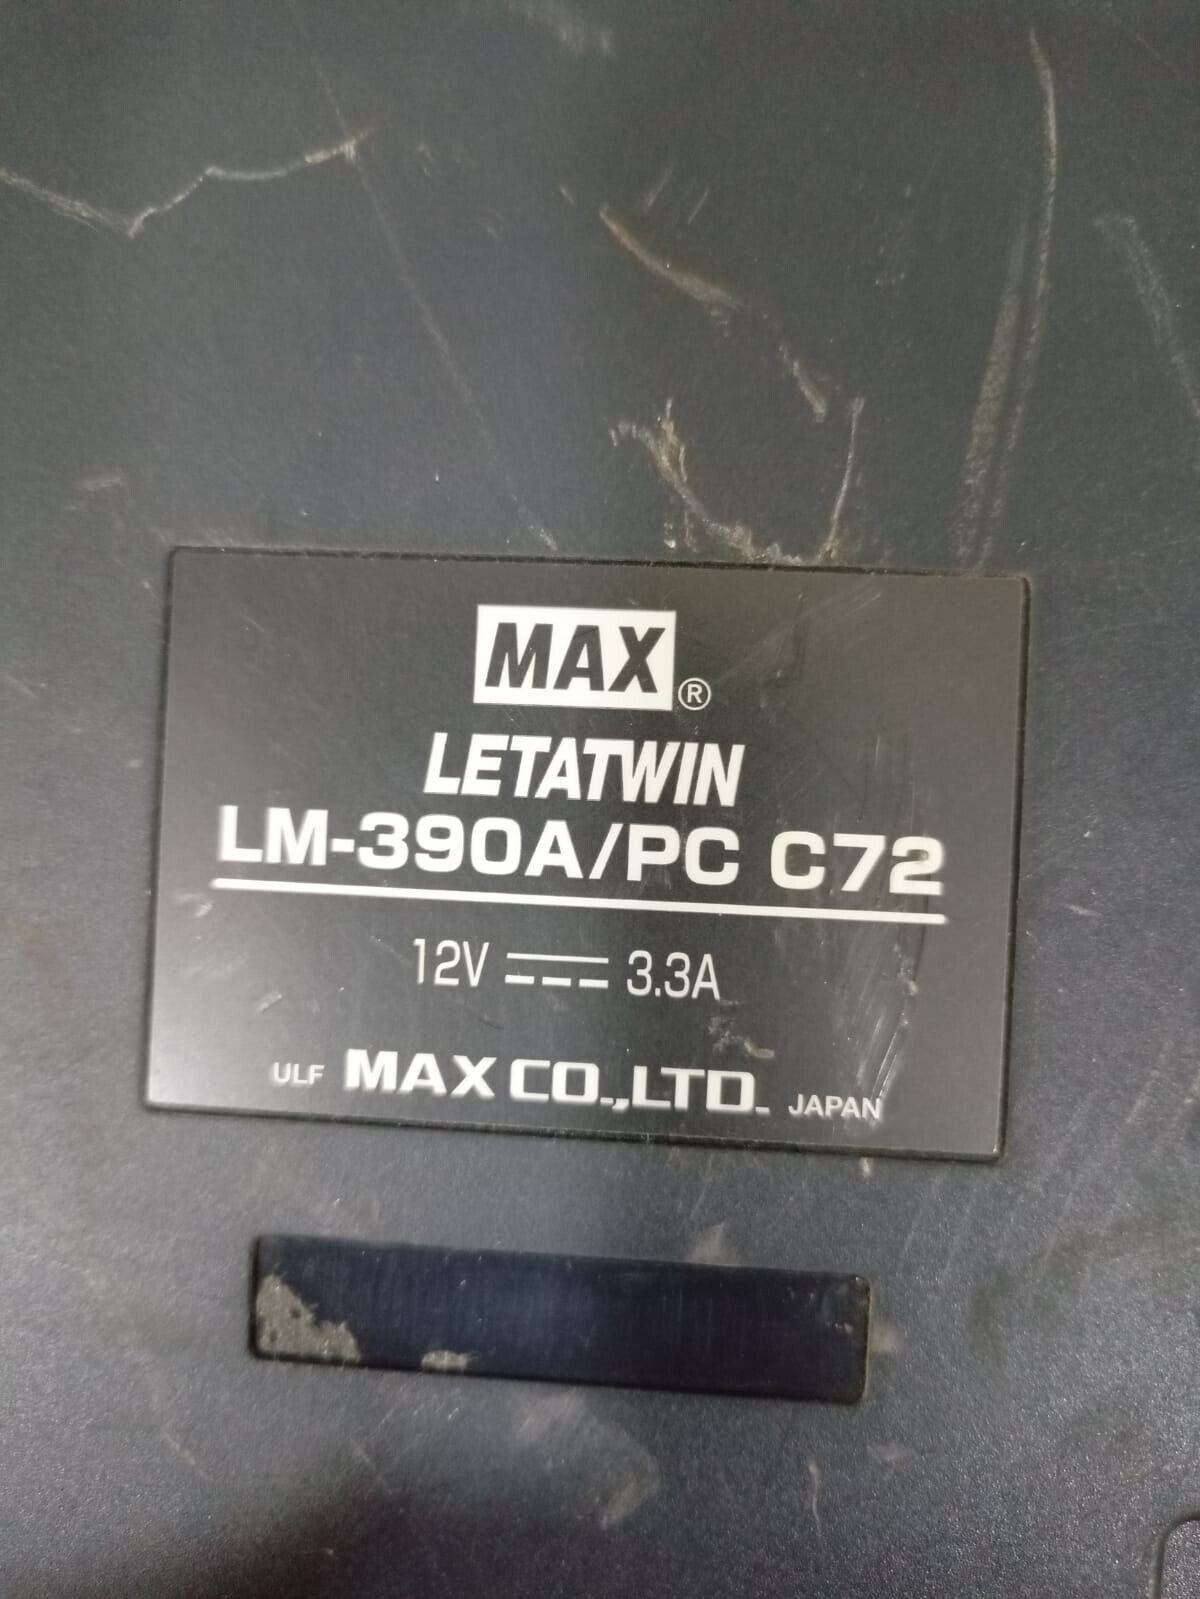 MAX®
LETATWIN
LM-390A/PC C72
12V ⎓ 3.3A
ULF MAX CO.,LTD. JAPAN